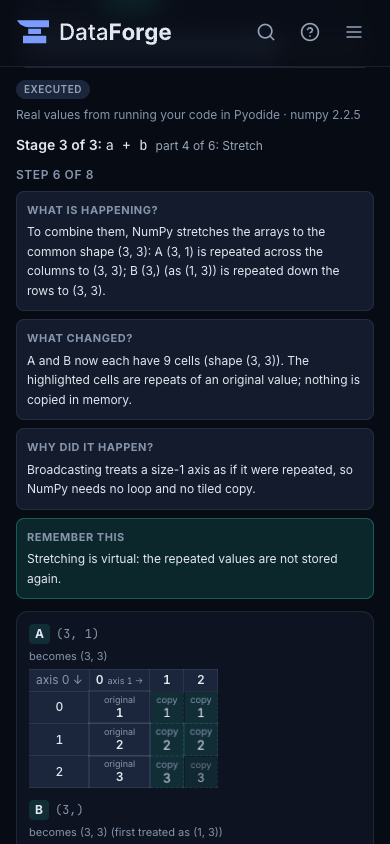 DataForge
EXECUTED
Real values from running your code in Pyodide · numpy 2.2.5
Stage 3 of 3: a + b part 4 of 6: Stretch
STEP 6 OF 8
WHAT IS HAPPENING?
To combine them, NumPy stretches the arrays to the
common shape (3, 3): A (3, 1) is repeated across the
columns to (3, 3); B (3,) (as (1, 3)) is repeated down the
rows to (3, 3).
WHAT CHANGED?
A and B now each have 9 cells (shape (3, 3)). The
highlighted cells are repeats of an original value; nothing is
copied in memory.
WHY DID IT HAPPEN?
Broadcasting treats a size-1 axis as if it were repeated, so
NumPy needs no loop and no tiled copy.
REMEMBER THIS
Stretching is virtual: the repeated values are not stored
again.
A (3, 1)
becomes (3, 3)
axis 0 ↓ 0 axis 1 → 1 2
original copy copy
0 1 1 1
original copy copy
1 2 2 2
original copy copy
2 3 3 3
B (3,)
becomes (3, 3) (first treated as (1, 3))